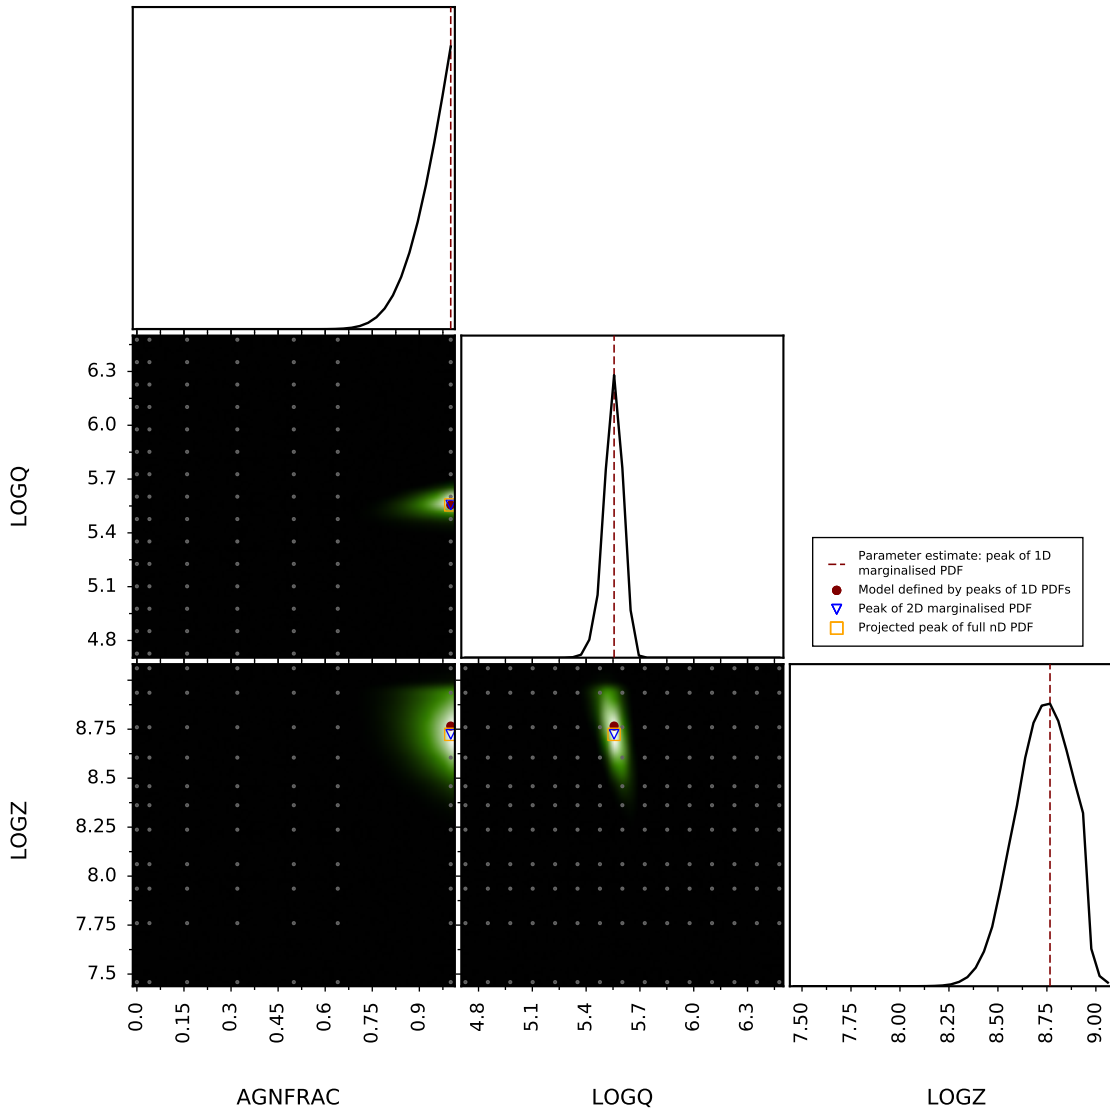 LOGQ
6.3
6.0
5.7
5.4
5.1
4.8
Parameter estimate: peak of 1D
marginalised PDF
Model defined by peaks of 1D PDFs
Peak of 2D marginalised PDF
Projected peak of full nD PDF
LOGZ
8.75
8.5
8.25
8.0
7.75
7.5
0.0 0.15 0.3 0.45 0.6 0.75 0.9 4.8 5.1 5.4 5.7 6.0 6.3 7.50 7.75 8.00 8.25 8.50 8.75 9.00
AGNFRAC LOGQ LOGZ